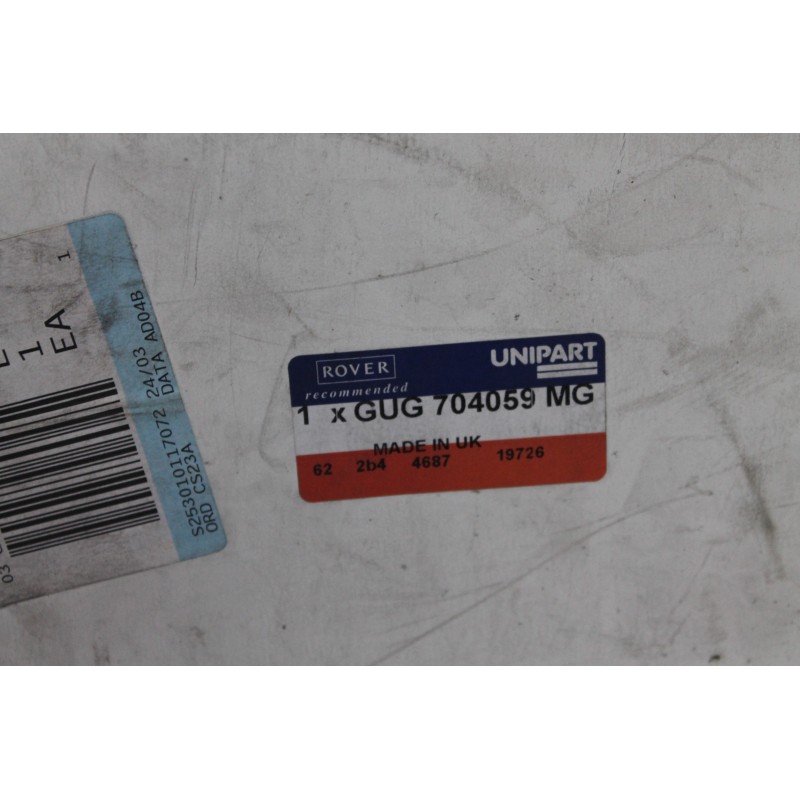 1
EA 1
S253010117072 24/03 AD04B
ORD CS23A DATA
03
ROVER
recommended
UNIPART
1 x GUG 704059 MG
MADE IN UK
62 2b4 4687 19726